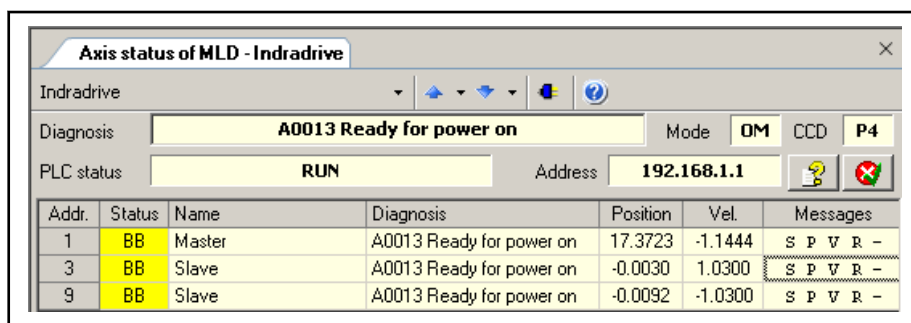 Axis status of MLD - Indradrive
Indradrive
Diagnosis A0013 Ready for power on Mode OM CCD P4
PLC status RUN Address 192.168.1.1
Addr. Status Name Diagnosis Position Vel. Messages
1 BB Master A0013 Ready for power on 17.3723 -1.1444 S P V R -
3 BB Slave A0013 Ready for power on -0.0030 1.0300 S P V R -
9 BB Slave A0013 Ready for power on -0.0092 -1.0300 S P V R -